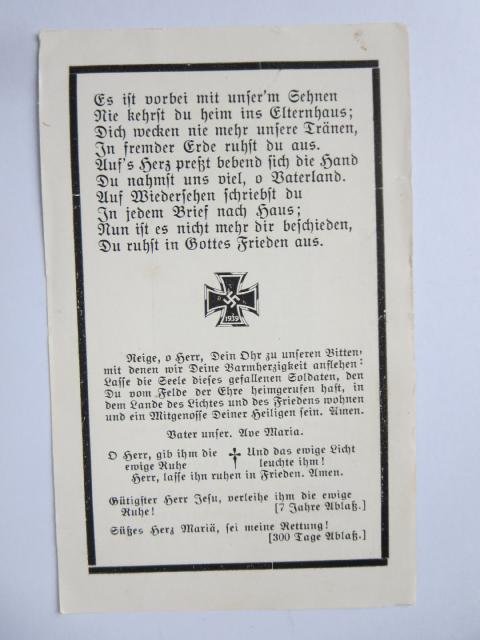 Es ist vorbei mit unser'm Sehnen
Nie kehrst du heim ins Elternhaus;
Dich wecken nie mehr unsere Tränen,
In fremder Erde ruhst du aus.
Auf's Herz preßt bebend sich die Hand
Du nahmst uns viel, o Vaterland.
Auf Wiedersehen schriebst du
In jedem Brief nach Haus;
Nun ist es nicht mehr dir beschieden,
Du ruhst in Gottes Frieden aus.
1939
Neige, o Herr, Dein Ohr zu unseren Bitten,
mit denen wir Deine Barmherzigkeit anflehen:
Lasse die Seele dieses gefallenen Soldaten, den
Du vom Felde der Ehre heimgerufen hast, in
dem Lande des Lichtes und des Friedens wohnen
und ein Mitgenosse Deiner Heiligen sein. Amen.
Vater unser. Ave Maria.
O Herr, gib ihm die † Und das ewige Licht
ewige Ruhe leuchte ihm!
Herr, lasse ihn ruhen in Frieden. Amen.
Gütigster Herr Jesu, verleihe ihm die ewige
Ruhe! [7 Jahre Ablaß.]
Süßes Herz Mariä, sei meine Rettung!
[300 Tage Ablaß.]